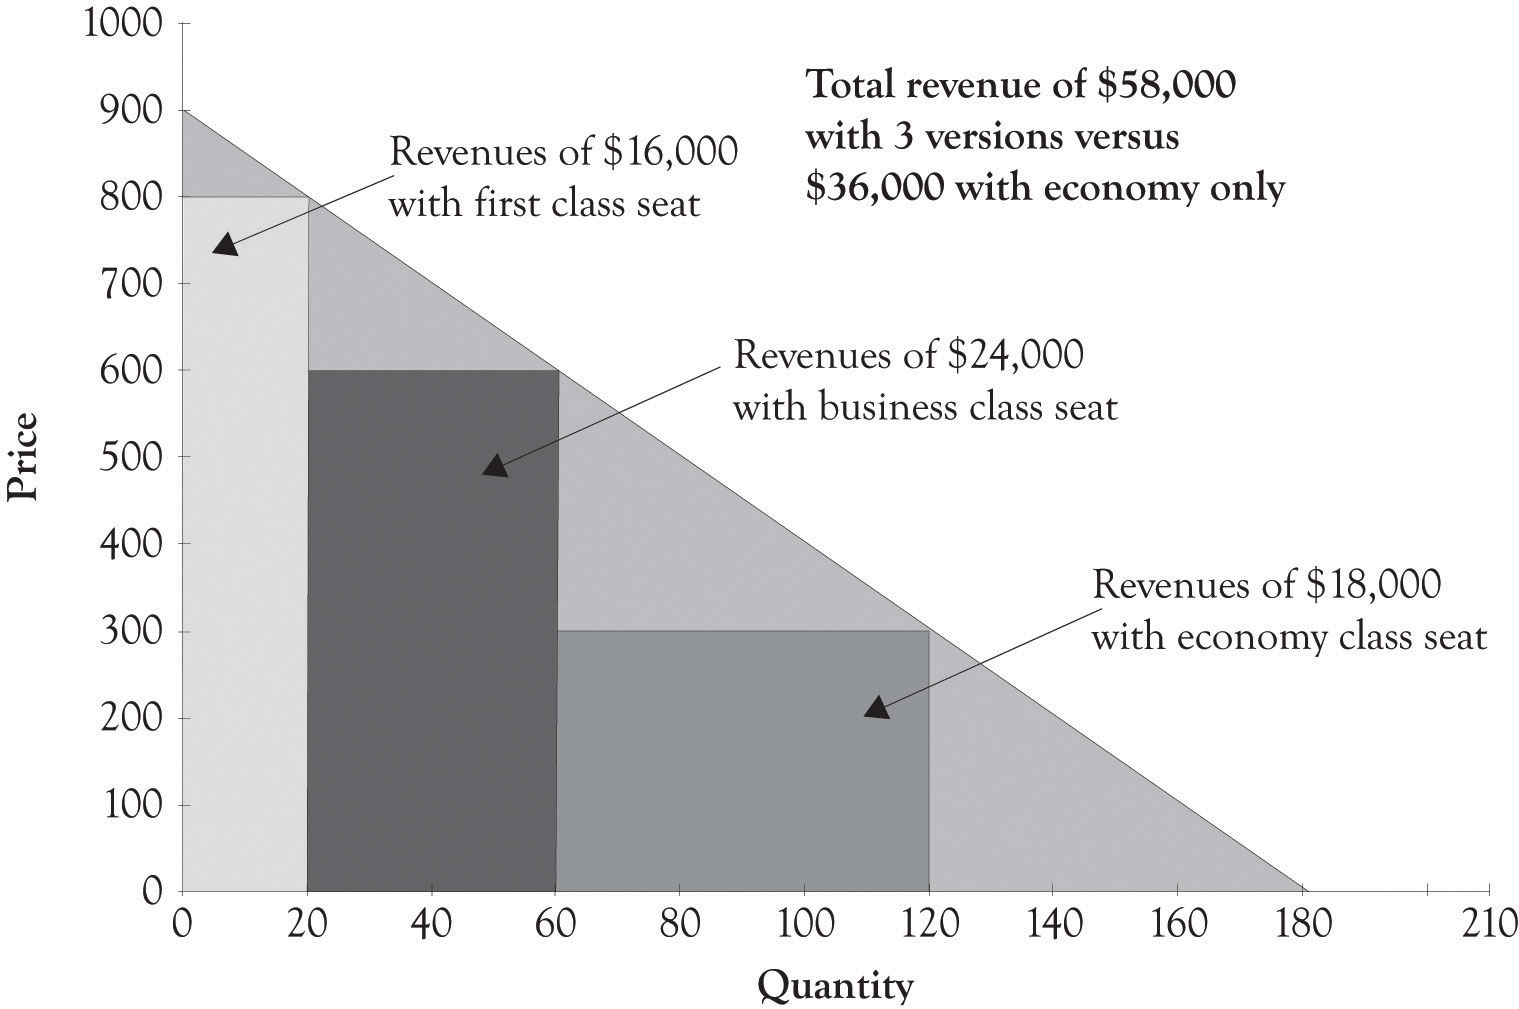 1000
900
800
700
600
500
400
300
200
100
0
Price
Total revenue of $58,000
with 3 versions versus
$36,000 with economy only
Revenues of $16,000
with first class seat
Revenues of $24,000
with business class seat
Revenues of $18,000
with economy class seat
0 20 40 60 80 100 120 140 160 180 210
Quantity